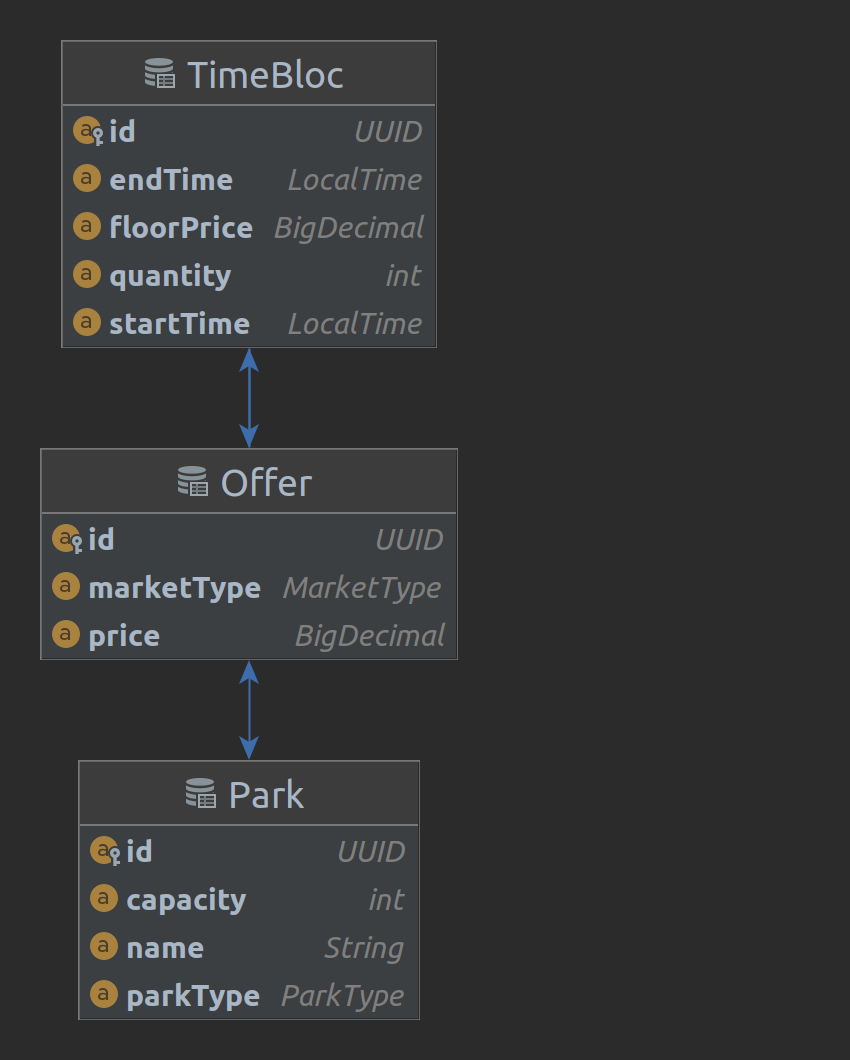 TimeBloc
id UUID
endTime LocalTime
floorPrice BigDecimal
quantity int
startTime LocalTime
Offer
id UUID
marketType MarketType
price BigDecimal
Park
id UUID
capacity int
name String
parkType ParkType